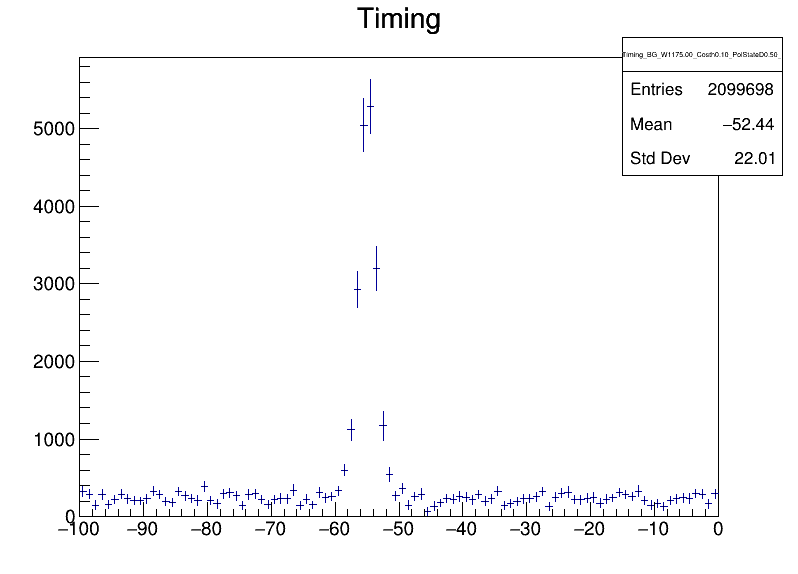 Timing
Timing_BG_W1175.00_Costh0.10_PolStateD0.50_
Entries 2099698
Mean −52.44
Std Dev 22.01
5000
4000
3000
2000
1000
0
−100 −90 −80 −70 −60 −50 −40 −30 −20 −10 0